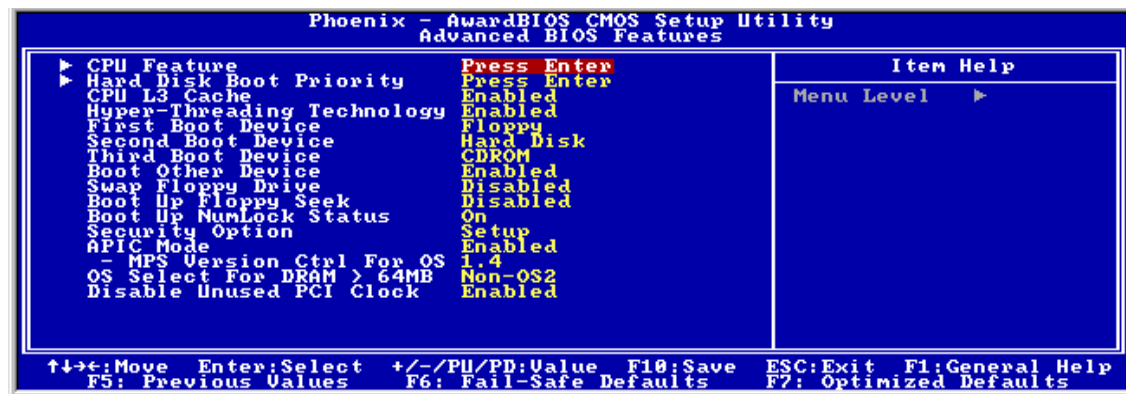 Phoenix - AwardBIOS CMOS Setup Utility
Advanced BIOS Features
► CPU Feature Press Enter
► Hard Disk Boot Priority Press Enter
CPU L3 Cache Enabled
Hyper-Threading Technology Enabled
First Boot Device Floppy
Second Boot Device Hard Disk
Third Boot Device CDROM
Boot Other Device Enabled
Swap Floppy Drive Disabled
Boot Up Floppy Seek Disabled
Boot Up NumLock Status On
Security Option Setup
APIC Mode Enabled
- MPS Version Ctrl For OS 1.4
OS Select For DRAM > 64MB Non-OS2
Disable Unused PCI Clock Enabled
Item Help
Menu Level ►
↑↓→←:Move Enter:Select +/-/PU/PD:Value F10:Save ESC:Exit F1:General Help
F5: Previous Values F6: Fail-Safe Defaults F7: Optimized Defaults